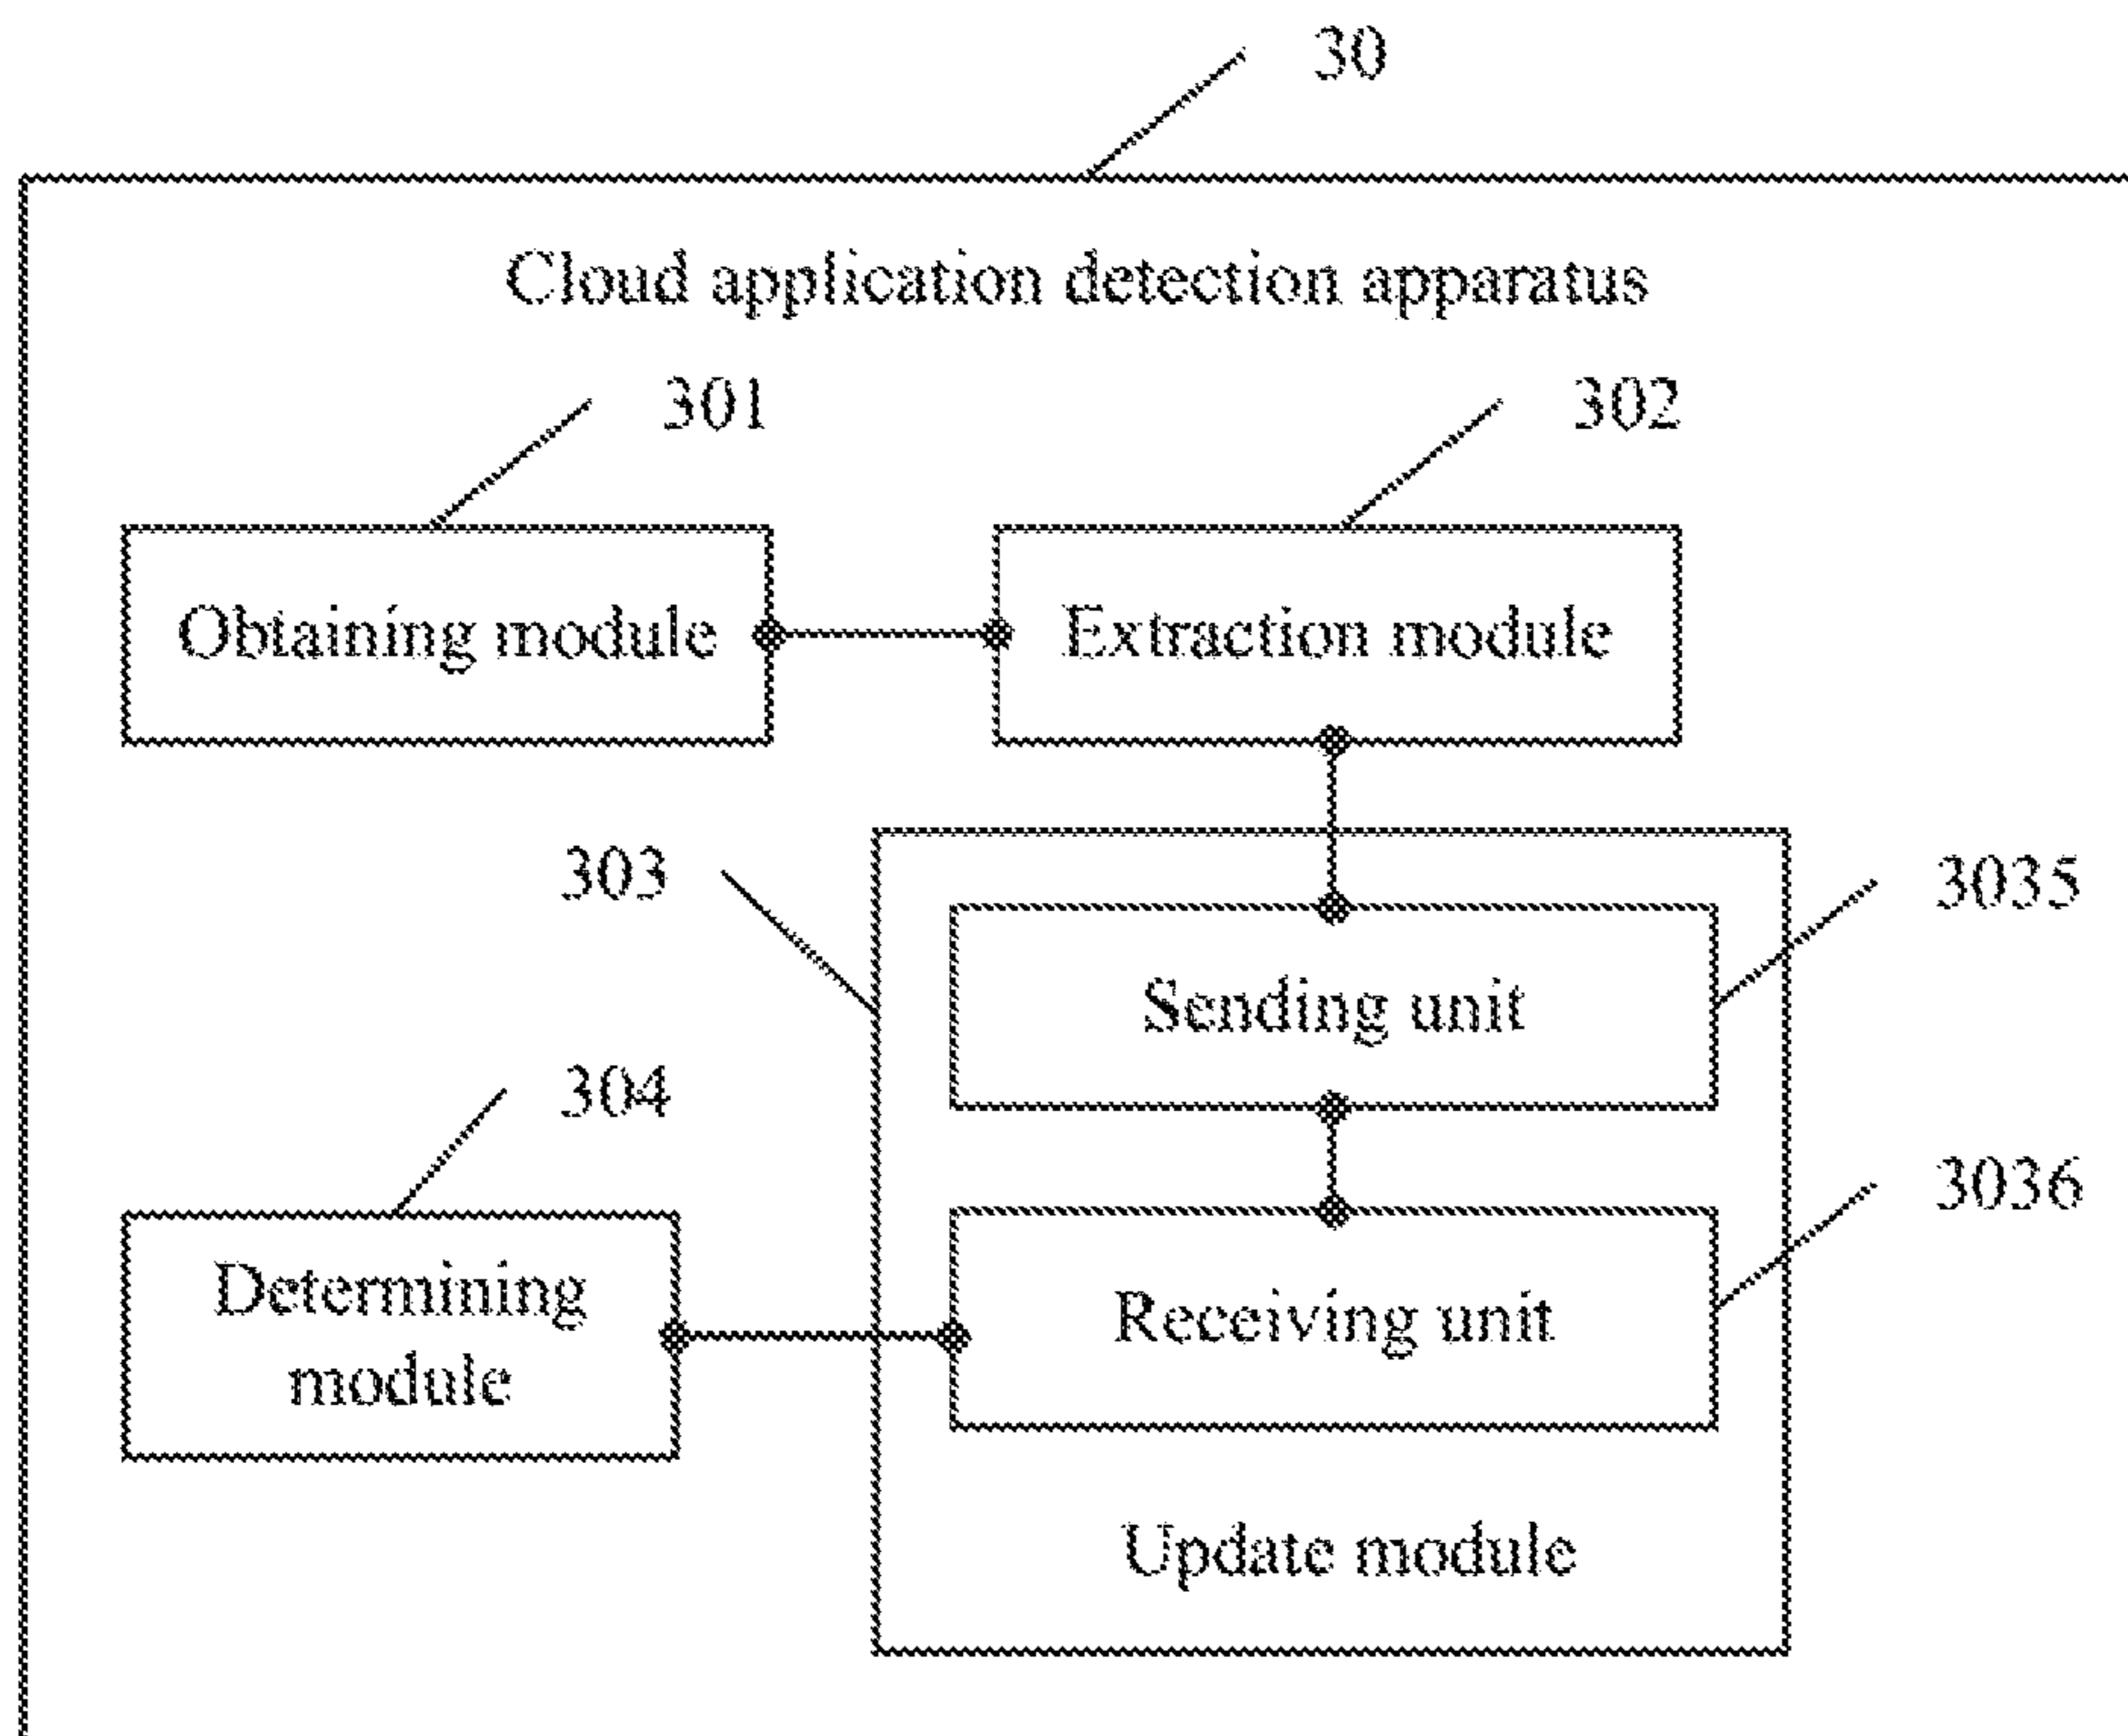 30
Cloud application detection apparatus
301
302
Obtaining module
Extraction module
303
3035
Sending unit
304
3036
Determining
module
Receiving unit
Update module